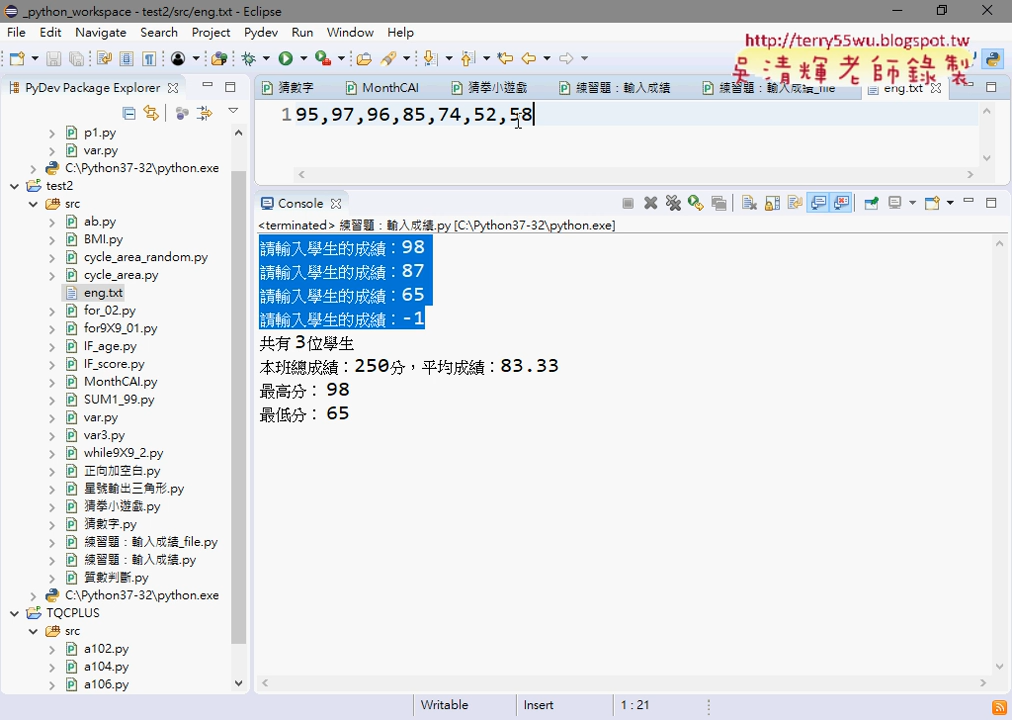 _python_workspace - test2/src/eng.txt - Eclipse
File Edit Navigate Search Project Pydev Run Window Help
http://terry55wu.blogspot.tw
吳清輝老師錄製
PyDev Package Explorer
猜數字 MonthCAI 猜拳小遊戲 練習題：輸入成績 練習題：輸入成績_file eng.txt
1 95,97,96,85,74,52,58
p1.py
var.py
C:\Python37-32\python.exe
test2
src
ab.py
BMI.py
cycle_area_random.py
cycle_area.py
eng.txt
for_02.py
for9X9_01.py
IF_age.py
IF_score.py
MonthCAI.py
SUM1_99.py
var.py
var3.py
while9X9_2.py
正向加空白.py
星號輸出三角形.py
猜拳小遊戲.py
猜數字.py
練習題：輸入成績_file.py
練習題：輸入成績.py
質數判斷.py
C:\Python37-32\python.exe
TQCPLUS
src
a102.py
a104.py
a106.py
Console
<terminated> 練習題：輸入成績.py [C:\Python37-32\python.exe]
請輸入學生的成績：98
請輸入學生的成績：87
請輸入學生的成績：65
請輸入學生的成績：-1
共有 3位學生
本班總成績：250分，平均成績：83.33
最高分： 98
最低分： 65
Writable Insert 1 : 21